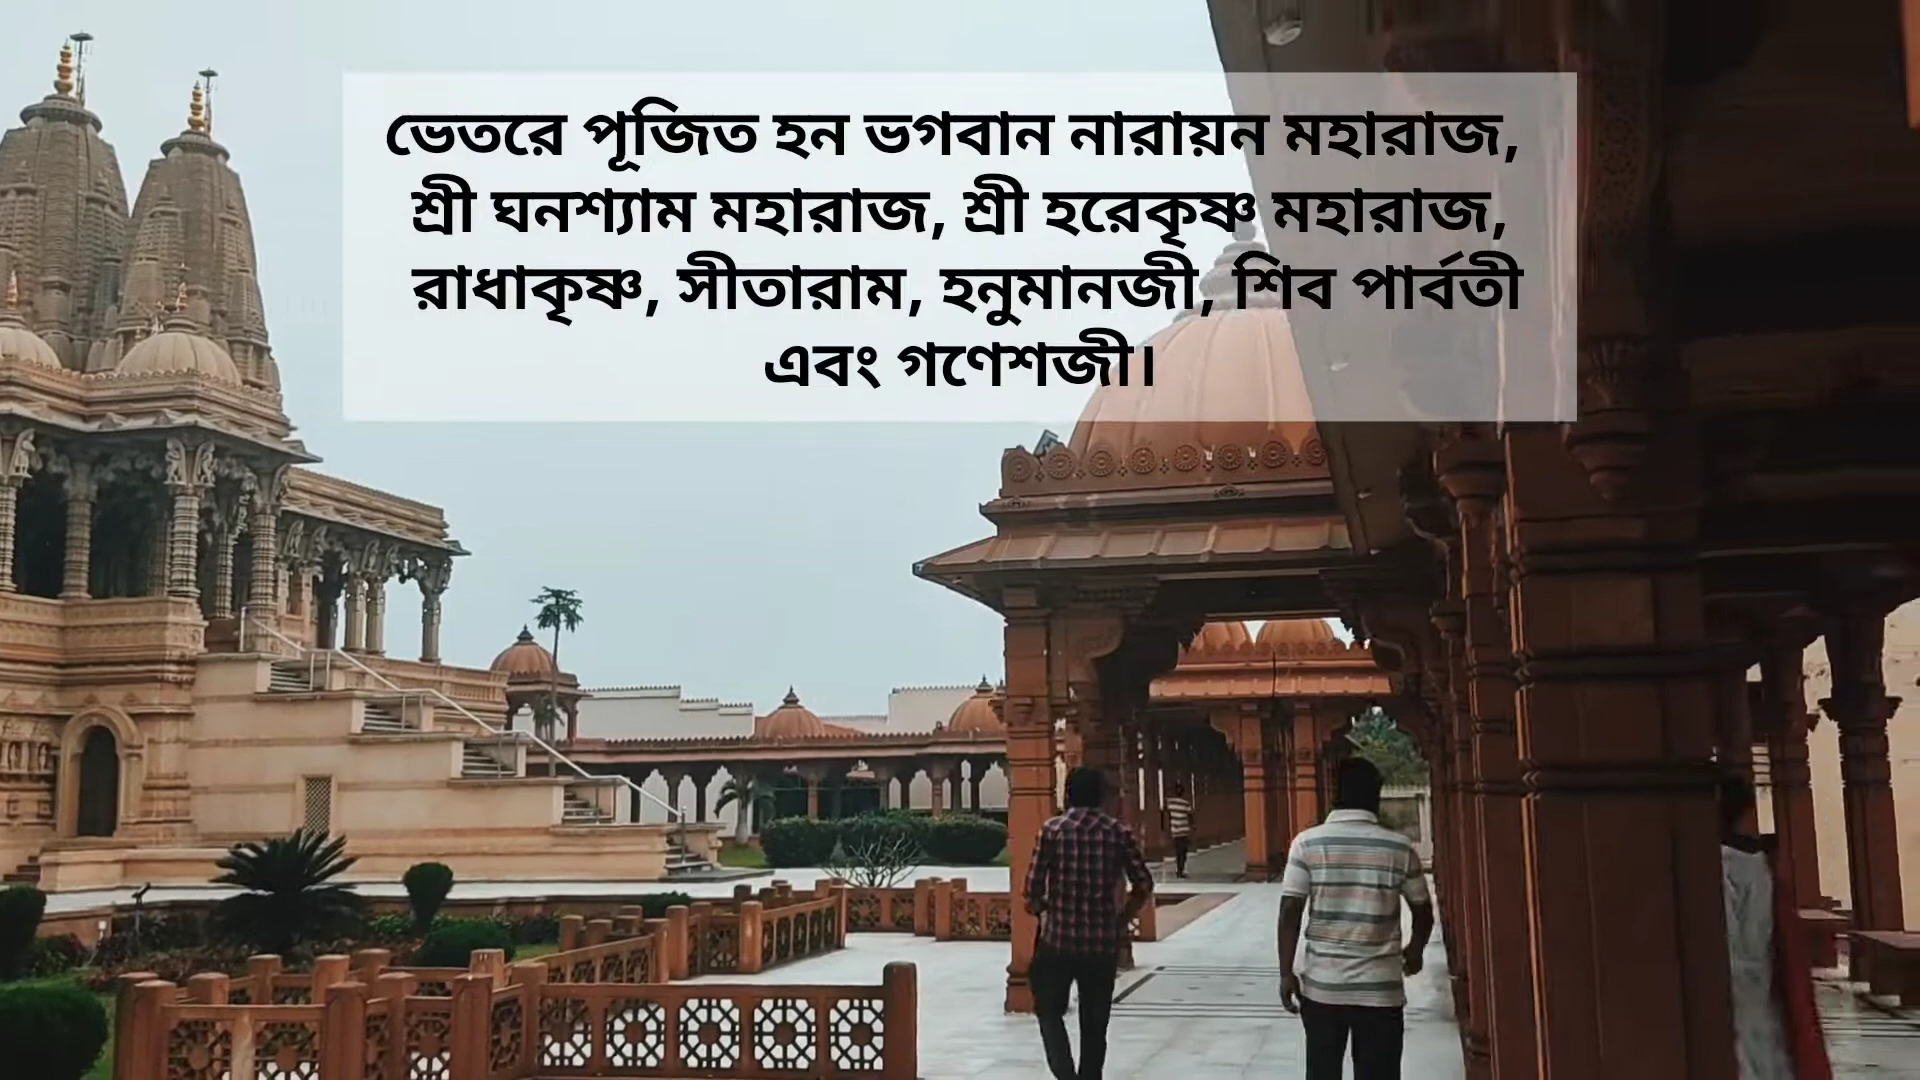 ভেতরে পূজিত হন ভগবান নারায়ন মহারাজ,
শ্রী ঘনশ্যাম মহারাজ, শ্রী হরেকৃষ্ণ মহারাজ,
রাধাকৃষ্ণ, সীতারাম, হনুমানজী, শিব পার্বতী
এবং গণেশজী।